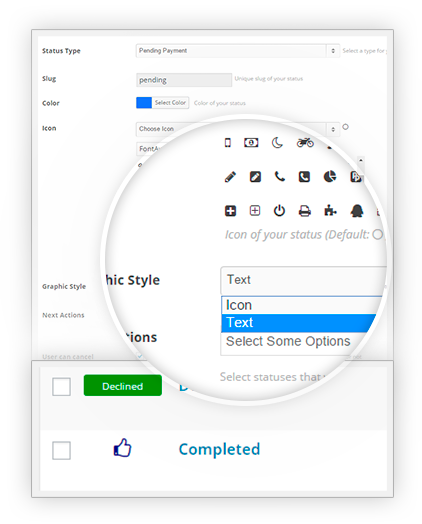 Status Type
Pending Payment
Select a type for
Slug
pending
Unique slug of your status
Color
Select Color
Color of your status
Icon
Choose Icon
FontA
Icon of your status (Default:
Graphic Style
hic Style
Text
Icon
Text
Next Actions
tions
Select Some Options
User can cancel
Select statuses that
Declined
D
Completed